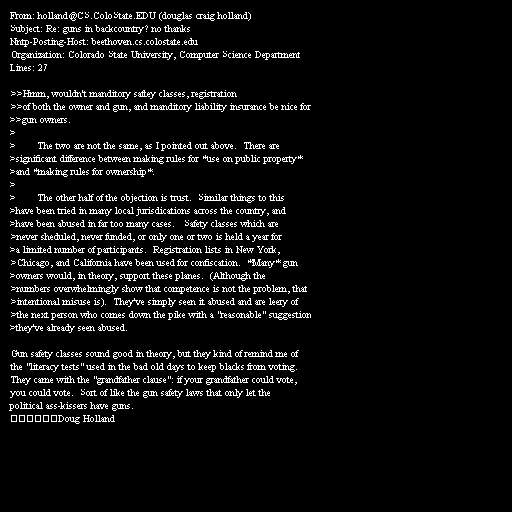 From: holland@CS.ColoState.EDU (douglas craig holland)
Subject: Re: guns in backcountry? no thanks
Nntp-Posting-Host: beethoven.cs.colostate.edu
Organization: Colorado State University, Computer Science Department
Lines: 27

>>Hmm, wouldn't manditory saftey classes, registration
>>of both the owner and gun, and manditory liability insurance be nice for
>>gun owners.
>
> The two are not the same, as I pointed out above. There are
>significant difference between making rules for *use on public property*
>and *making rules for ownership*.
>
> The other half of the objection is trust. Similar things to this
>have been tried in many local jurisdications across the country, and
>have been abused in far too many cases. Safety classes which are
>never sheduled, never funded, or only one or two is held a year for
>a limited number of participants. Registration lists in New York,
>Chicago, and California have been used for confiscation. *Many* gun
>owners would, in theory, support these planes. (Although the
>numbers overwhelmingly show that competence is not the problem, that
>intentional misuse is). They've simply seen it abused and are leery of
>the next person who comes down the pike with a "reasonable" suggestion
>they've already seen abused.

Gun safety classes sound good in theory, but they kind of remind me of
the "literacy tests" used in the bad old days to keep blacks from voting.
They came with the "grandfather clause": if your grandfather could vote,
you could vote. Sort of like the gun safety laws that only let the
political ass-kissers have guns.
□□□□□□Doug Holland